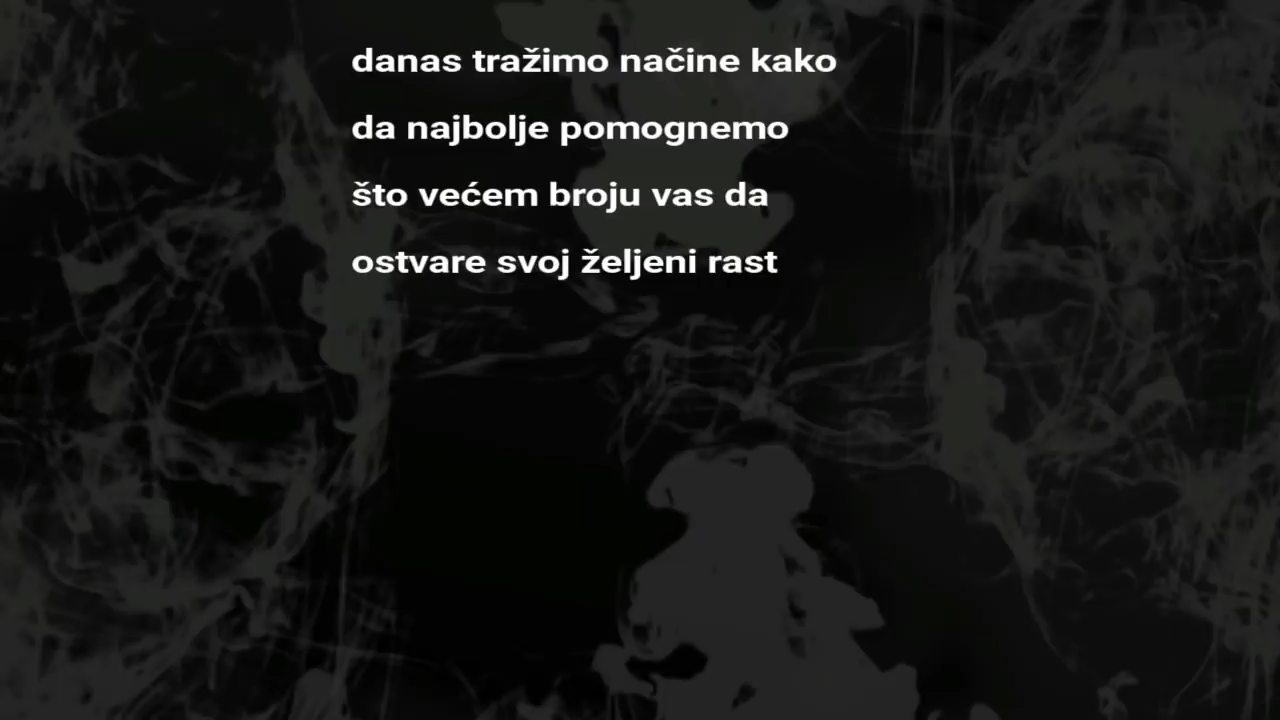 danas tražimo načine kako
da najbolje pomognemo
što većem broju vas da
ostvare svoj željeni rast